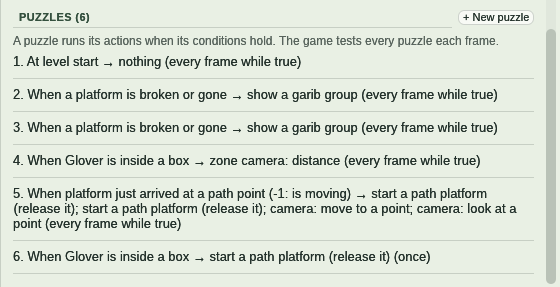 PUZZLES (6)
+ New puzzle
A puzzle runs its actions when its conditions hold. The game tests every puzzle each frame.
1. At level start → nothing (every frame while true)
2. When a platform is broken or gone → show a garib group (every frame while true)
3. When a platform is broken or gone → show a garib group (every frame while true)
4. When Glover is inside a box → zone camera: distance (every frame while true)
5. When platform just arrived at a path point (-1: is moving) → start a path platform
(release it); start a path platform (release it); camera: move to a point; camera: look at a
point (every frame while true)
6. When Glover is inside a box → start a path platform (release it) (once)